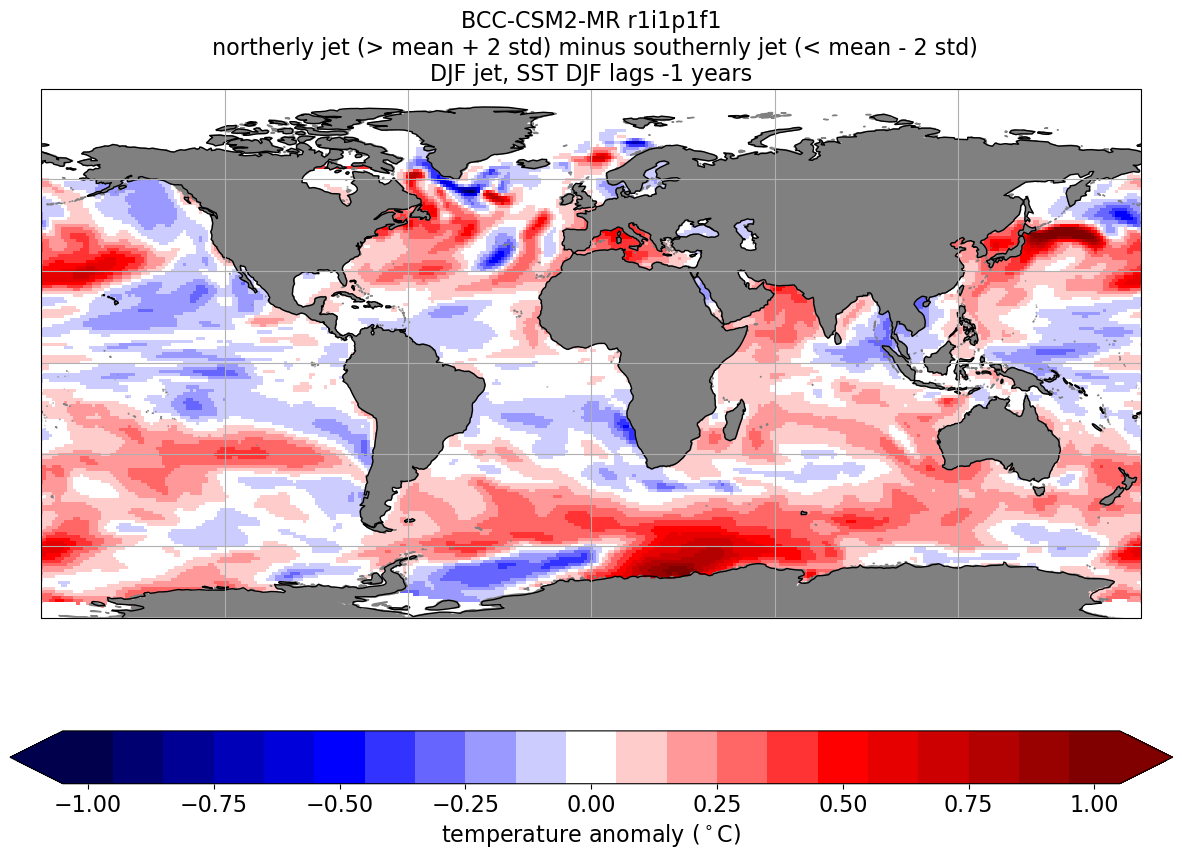 BCC-CSM2-MR r1i1p1f1
northerly jet (> mean + 2 std) minus southernly jet (< mean - 2 std)
DJF jet, SST DJF lags -1 years
−1.00 −0.75 −0.50 −0.25 0.00 0.25 0.50 0.75 1.00
temperature anomaly (°C)